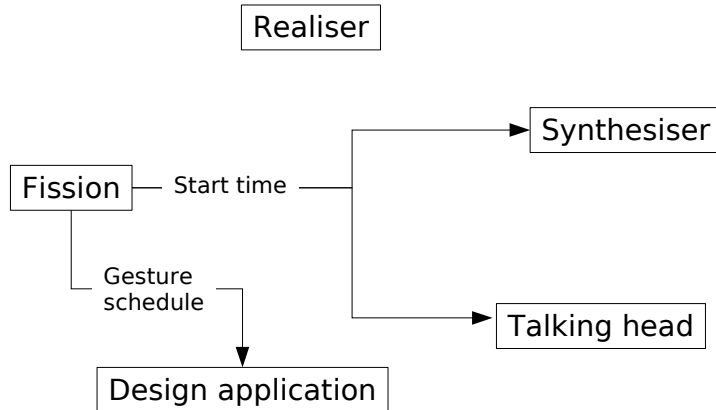 Realiser
Synthesiser
Fission
Start time
Gesture
schedule
Talking head
Design application